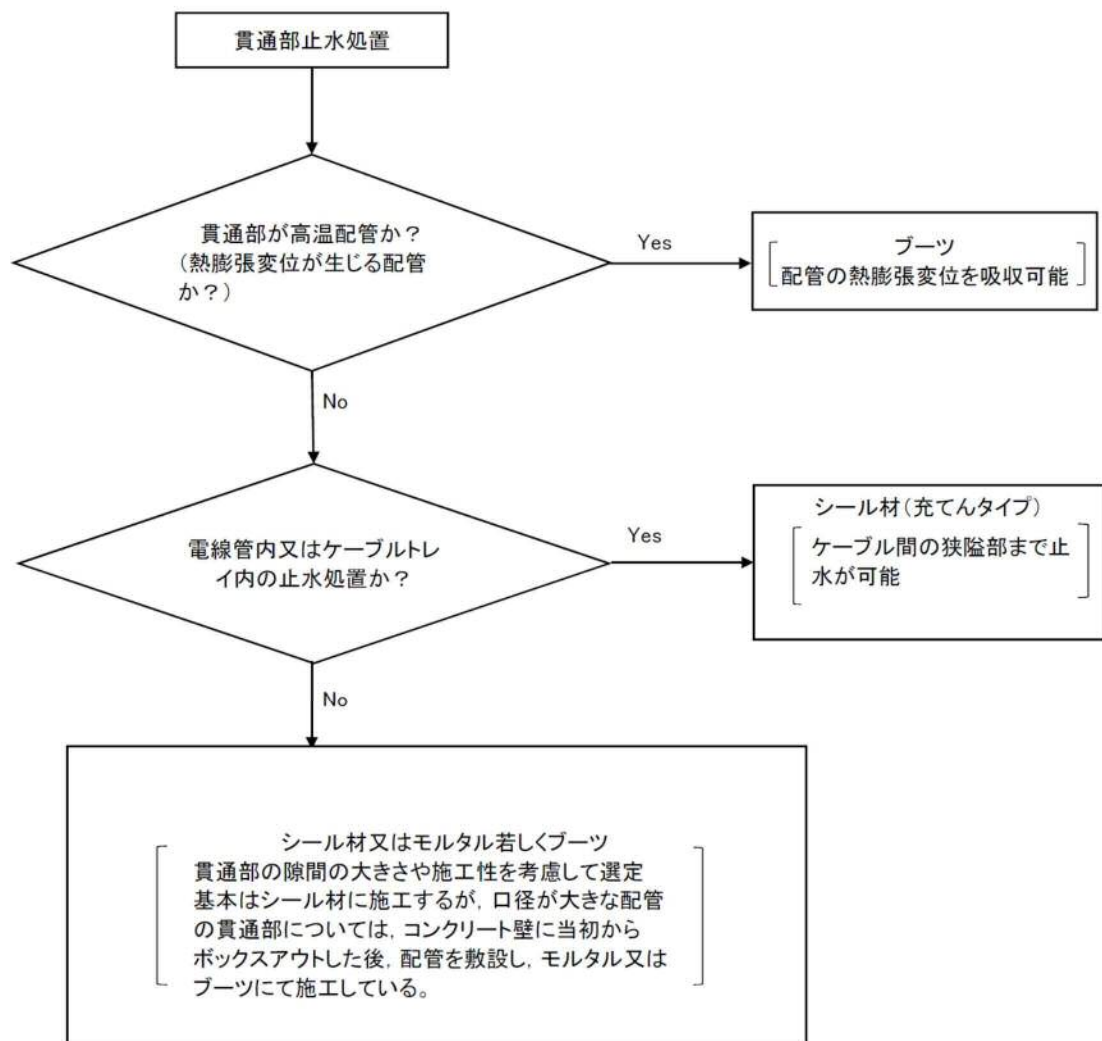 貫通部止水処置
貫通部が高温配管か？
（熱膨張変位が生じる配管
か？）
Yes
ブーツ
配管の熱膨張変位を吸収可能
No
電線管内又はケーブルトレ
イ内の止水処置か？
Yes
シール材（充てんタイプ）
ケーブル間の狭隘部まで止
水が可能
No
シール材又はモルタル若しくブーツ
貫通部の隙間の大きさや施工性を考慮して選定
基本はシール材に施工するが，口径が大きな配管
の貫通部については，コンクリート壁に当初から
ボックスアウトした後，配管を敷設し，モルタル又は
ブーツにて施工している。